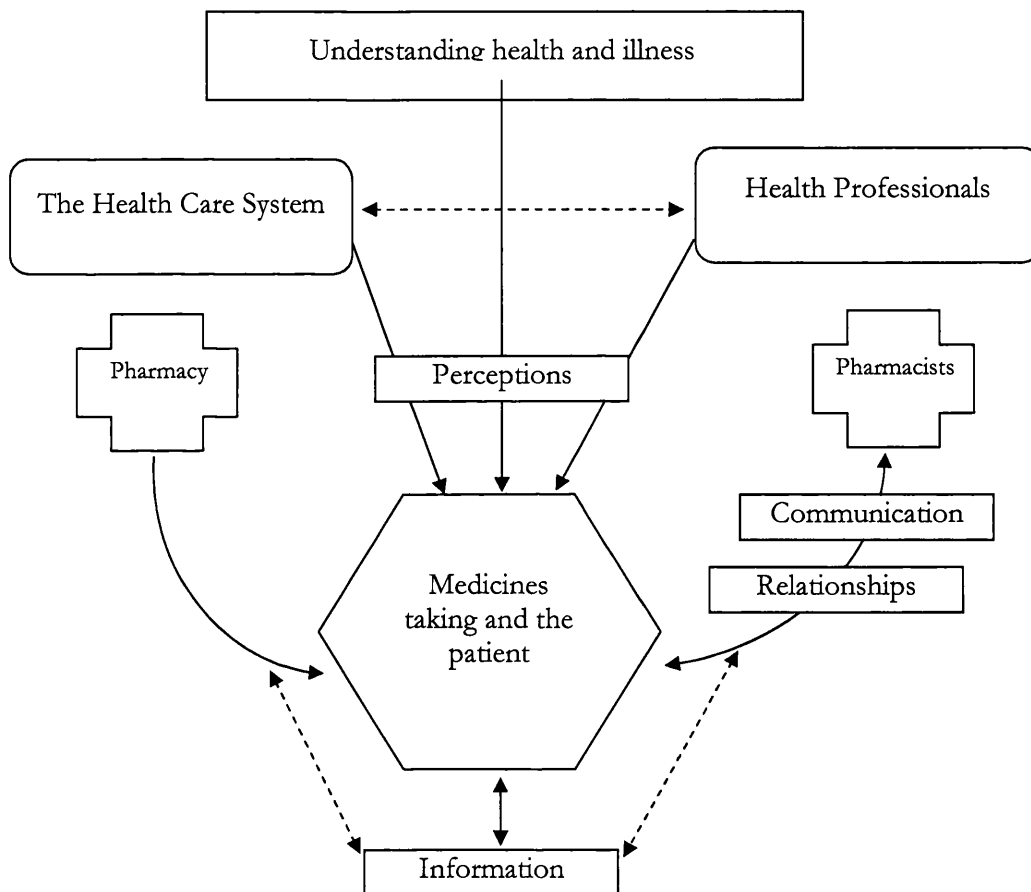 Understanding health and illness
The Health Care System
Health Professionals
Pharmacy
Perceptions
Pharmacists
Communication
Relationships
Medicines
taking and the
patient
Information